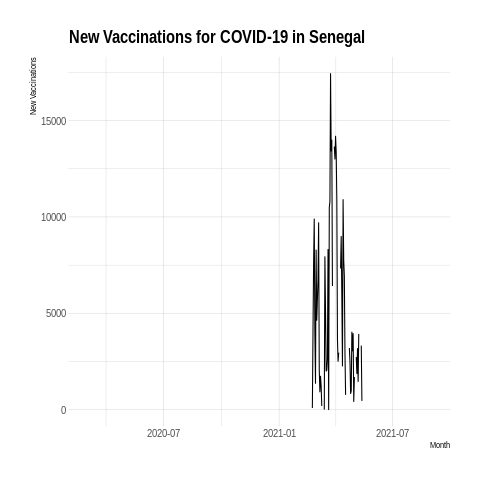 New Vaccinations for COVID-19 in Senegal
New Vaccinations
15000
10000
5000
0
2020-07 2021-01 2021-07
Month